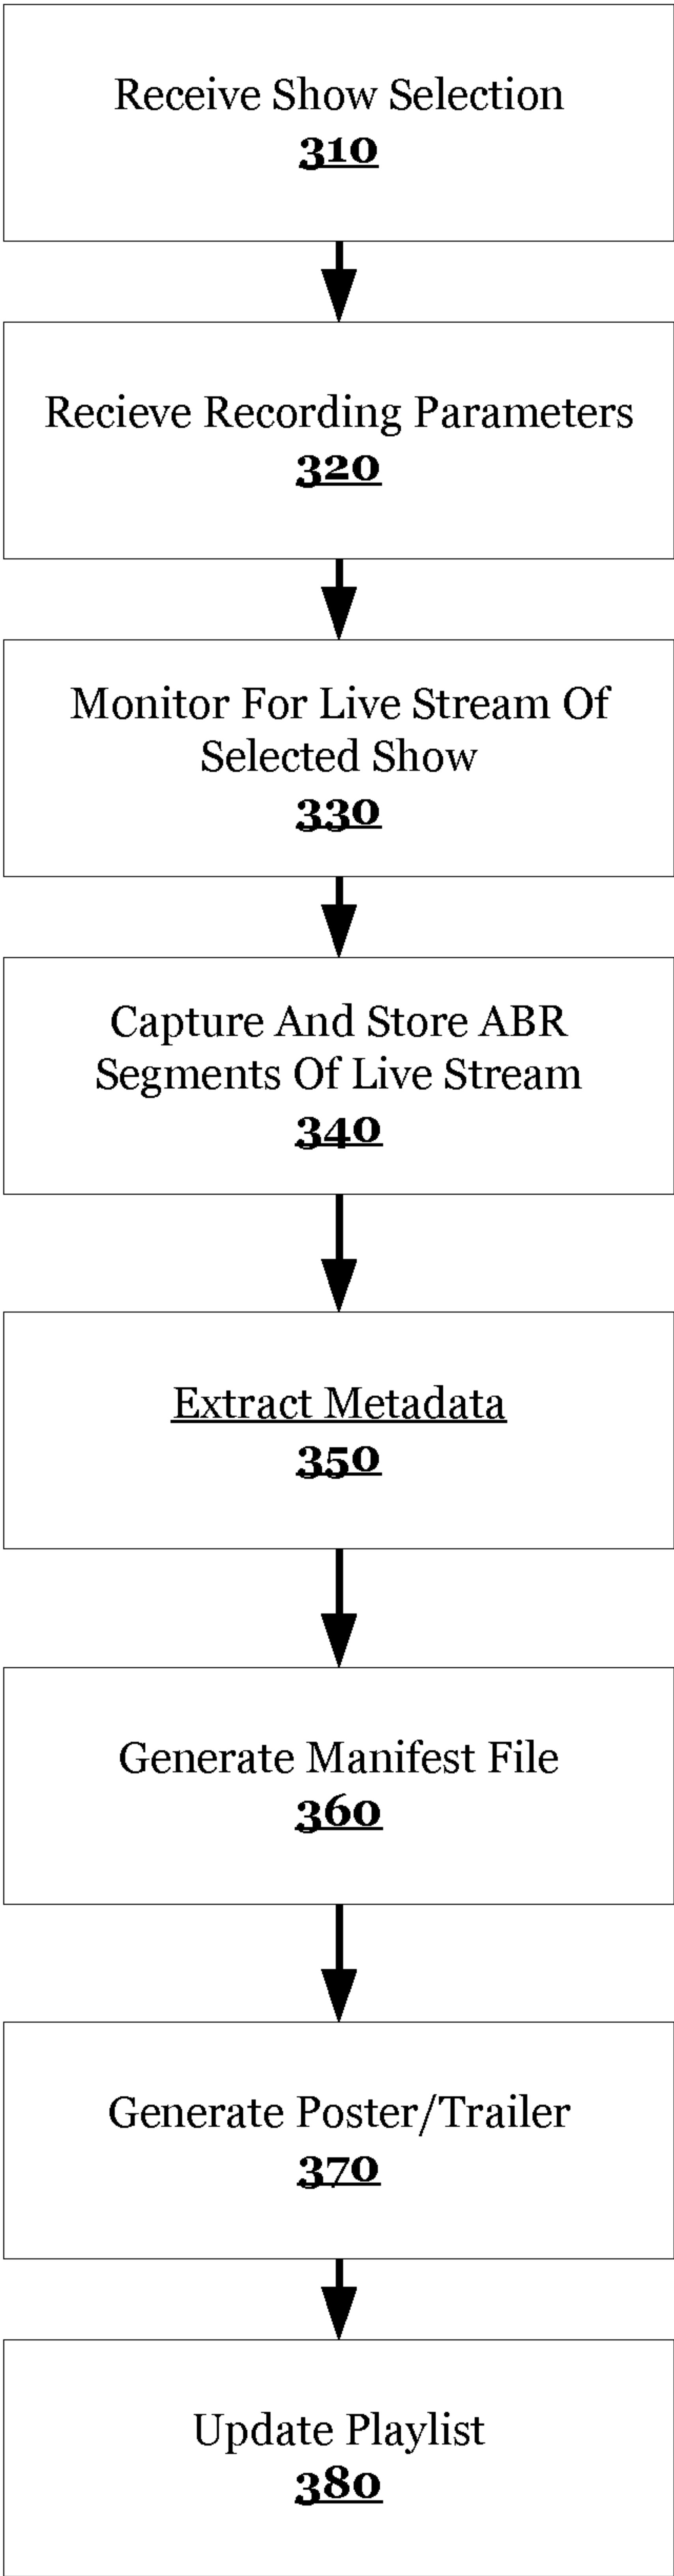 Receive Show Selection
310
Recieve Recording Parameters
320
Monitor For Live Stream Of
Selected Show
330
Capture And Store ABR
Segments Of Live Stream
340
Extract Metadata
350
Generate Manifest File
360
Generate Poster/Trailer
370
Update Playlist
380